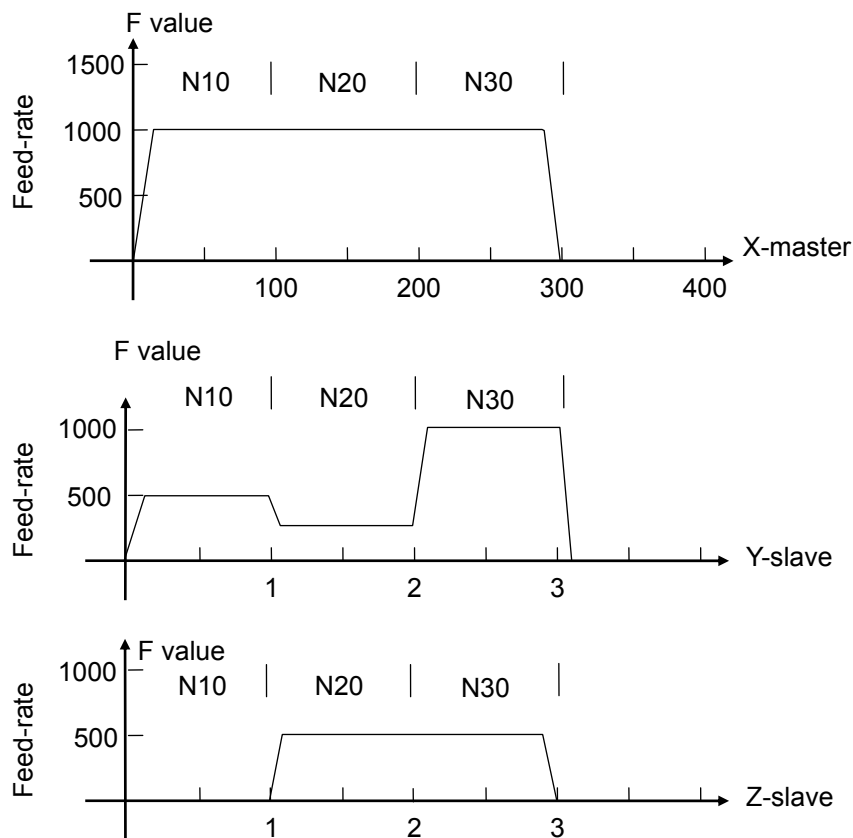 F value
1500
1000
500
Feed-rate
N10 N20 N30
100 200 300 400
X-master
F value
1000
500
Feed-rate
N10 N20 N30
1 2 3
Y-slave
F value
1000
500
Feed-rate
N10 N20 N30
1 2 3
Z-slave